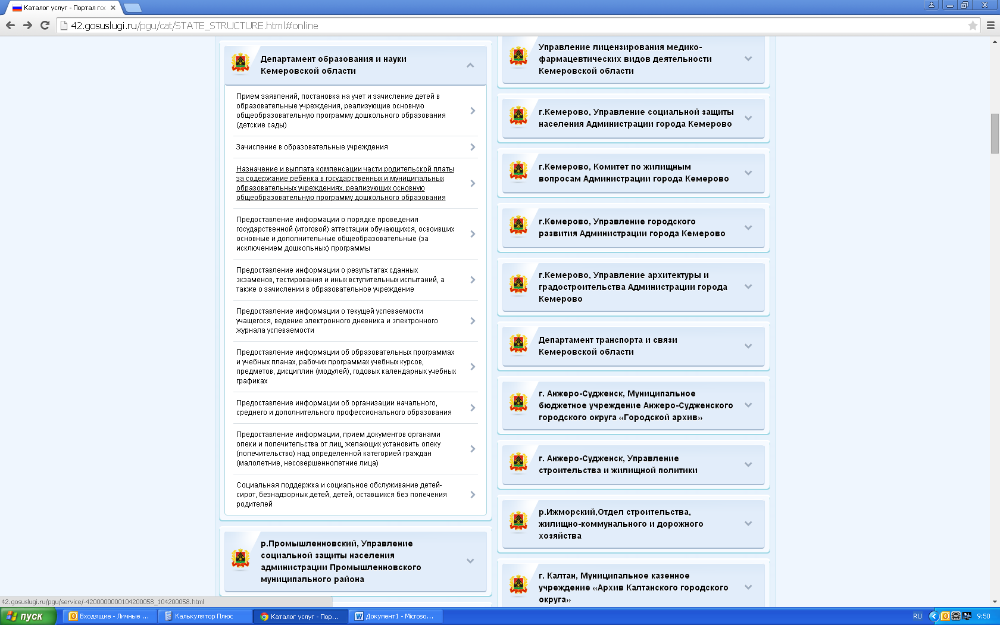 Каталог услуг - Портал гос
42.gosuslugi.ru/pgu/cat/STATE_STRUCTURE.html#online
Департамент образования и науки
Кемеровской области
Прием заявлений, постановка на учет и зачисление детей в
образовательные учреждения, реализующие основную
общеобразовательную программу дошкольного образования
(детские сады)
Зачисление в образовательные учреждения
Назначение и выплата компенсации части родительской платы
за содержание ребенка в государственных и муниципальных
образовательных учреждениях, реализующих основную
общеобразовательную программу дошкольного образования
Предоставление информации о порядке проведения
государственной (итоговой) аттестации обучающихся, освоивших
основные и дополнительные общеобразовательные (за
исключением дошкольных) программы
Предоставление информации о результатах сданных
экзаменов, тестирования и иных вступительных испытаний, а
также о зачислении в образовательное учреждение
Предоставление информации о текущей успеваемости
учащегося, ведение электронного дневника и электронного
журнала успеваемости
Предоставление информации об образовательных программах
и учебных планах, рабочих программах учебных курсов,
предметов, дисциплин (модулей), годовых календарных учебных
графиках
Предоставление информации об организации начального,
среднего и дополнительного профессионального образования
Предоставление информации, прием документов органами
опеки и попечительства от лиц, желающих установить опеку
(попечительство) над определенной категорией граждан
(малолетние, несовершеннолетние лица)
Социальная поддержка и социальное обслуживание детей-
сирот, безнадзорных детей, детей, оставшихся без попечения
родителей
р.Промышленновский, Управление
социальной защиты населения
администрации Промышленновского
муниципального района
Управление лицензирования медико-
фармацевтических видов деятельности
Кемеровской области
г.Кемерово, Управление социальной защиты
населения Администрации города Кемерово
г.Кемерово, Комитет по жилищным
вопросам Администрации города Кемерово
г.Кемерово, Управление городского
развития Администрации города Кемерово
г.Кемерово, Управление архитектуры и
градостроительства Администрации города
Кемерово
Департамент транспорта и связи
Кемеровской области
г. Анжеро-Судженск, Муниципальное
бюджетное учреждение Анжеро-Судженского
городского округа «Городской архив»
г. Анжеро-Судженск, Управление
строительства и жилищной политики
р.Ижморский,Отдел строительства,
жилищно-коммунального и дорожного
хозяйства
г. Калтан, Муниципальное казенное
учреждение «Архив Калтанского городского
округа»
42.gosuslugi.ru/pgu/service/-4200000000104200058_104200058.html
пуск
Входящие - Личные ...
Калькулятор Плюс
Каталог услуг - Пор...
Документ1 - Microso...
RU
9:50